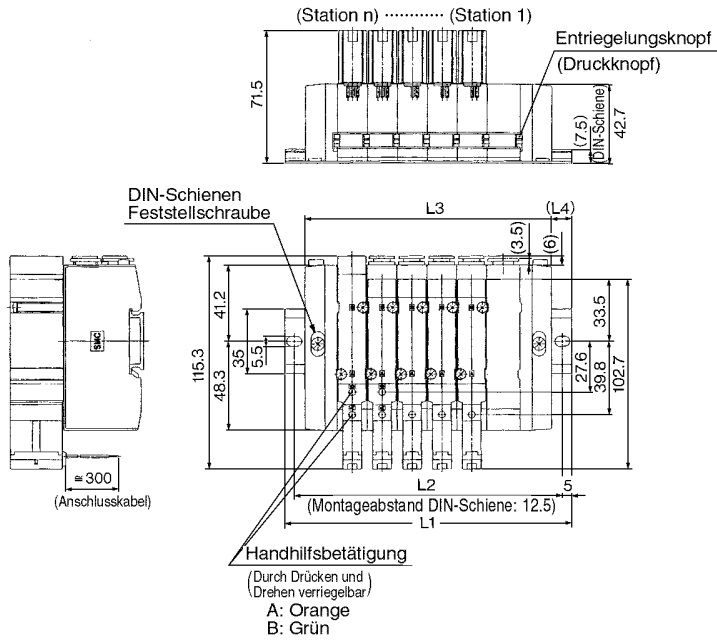 (Station n) ·········· (Station 1)
Entriegelungsknopf
(Druckknopf)
71.5
(7.5)
(DIN-Schiene)
42.7
DIN-Schienen
Feststellschraube
L3
(L4)
(3.5)
(6)
115.3
41.2
48.3
35
5.5
33.5
27.6
39.8
102.7
SMC
≅300
(Anschlusskabel)
L2
5
(Montageabstand DIN-Schiene: 12.5)
L1
Handhilfsbetätigung
(Durch Drücken und
Drehen verriegelbar)
A: Orange
B: Grün